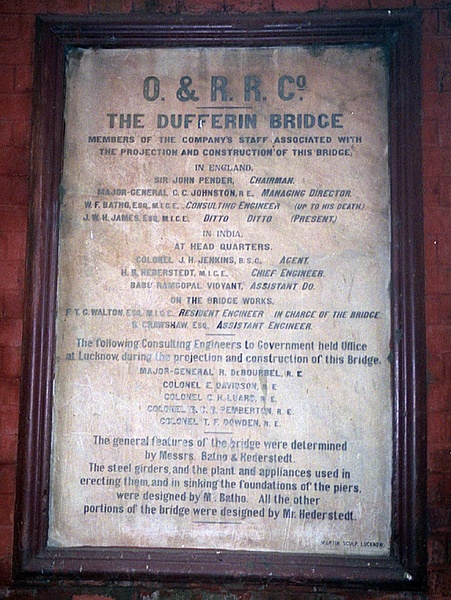 O. & R. R. Co.
THE DUFFERIN BRIDGE
MEMBERS OF THE COMPANY'S STAFF ASSOCIATED WITH
THE PROJECTION AND CONSTRUCTION OF THIS BRIDGE,
IN ENGLAND.
SIR JOHN PENDER, CHAIRMAN.
MAJOR-GENERAL C. C. JOHNSTON, R.E., MANAGING DIRECTOR.
W. F. BATHO, ESQ. M.I.C.E., CONSULTING ENGINEER (UP TO HIS DEATH)
J. W. H. JAMES, ESQ. M.I.C.E. DITTO DITTO (PRESENT)
IN INDIA,
AT HEAD QUARTERS.
COLONEL J. H. JENKINS, B.S.C., AGENT.
H. B. HEDERSTEDT, M.I.C.E., CHIEF ENGINEER.
BABU RAMGOPAL VIDYANT, ASSISTANT DO.
ON THE BRIDGE WORKS.
F. T. G. WALTON, ESQ. M.I.C.E. RESIDENT ENGINEER IN CHARGE OF THE BRIDGE.
S. CRAWSHAW, ESQ., ASSISTANT ENGINEER.
The following Consulting Engineers to Government held Office
at Lucknow, during the projection and construction of this Bridge.
MAJOR-GENERAL R. DeBOURBEL, R. E.
COLONEL E. DAVIDSON, R. E.
COLONEL C. H. LUARD, R. E.
COLONEL PEMBERTON, R. E.
COLONEL T. F. DOWDEN, R. E.
The general features of the bridge were determined
by Messrs. Batho & Hederstedt.
The steel girders, and the plant and appliances used in
erecting them, and in sinking the foundations of the piers,
were designed by M. Batho. All the other
portions of the bridge were designed by Mr. Hederstedt.
MARTIN SCULP. LUCKNOW.